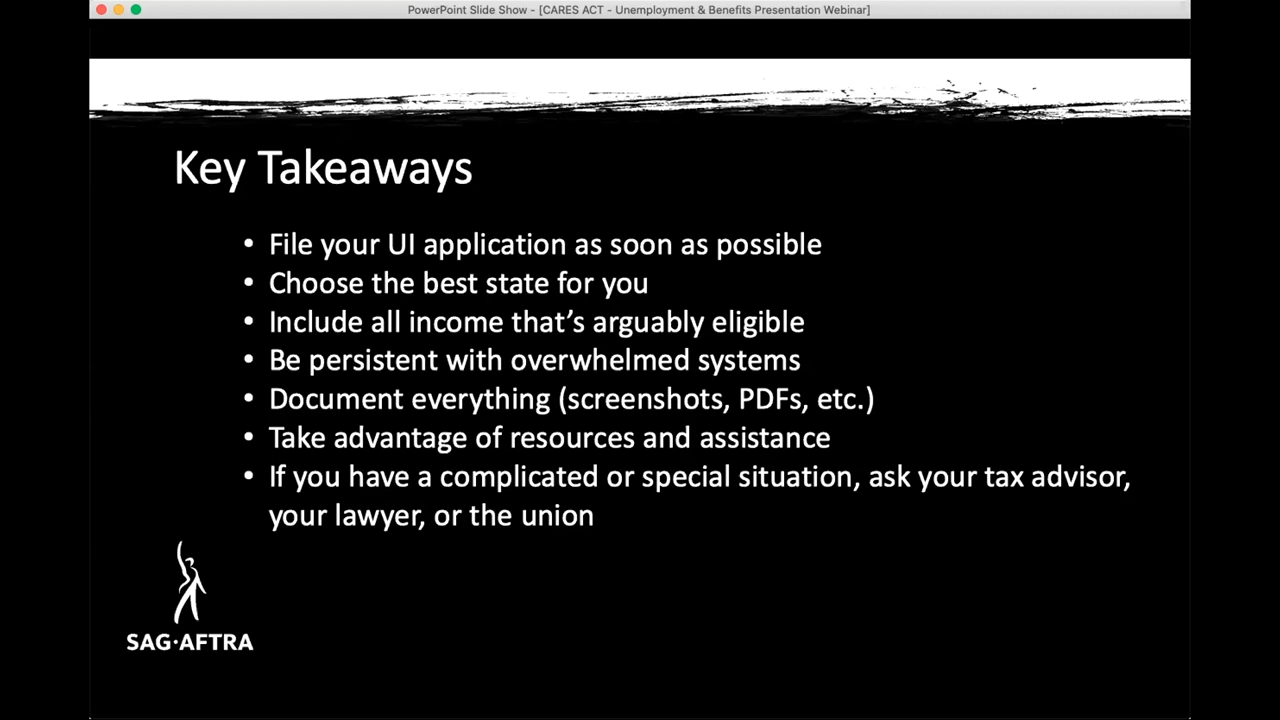 PowerPoint Slide Show - [CARES ACT - Unemployment & Benefits Presentation Webinar]
Key Takeaways
• File your UI application as soon as possible
• Choose the best state for you
• Include all income that’s arguably eligible
• Be persistent with overwhelmed systems
• Document everything (screenshots, PDFs, etc.)
• Take advantage of resources and assistance
• If you have a complicated or special situation, ask your tax advisor,
your lawyer, or the union
SAG·AFTRA